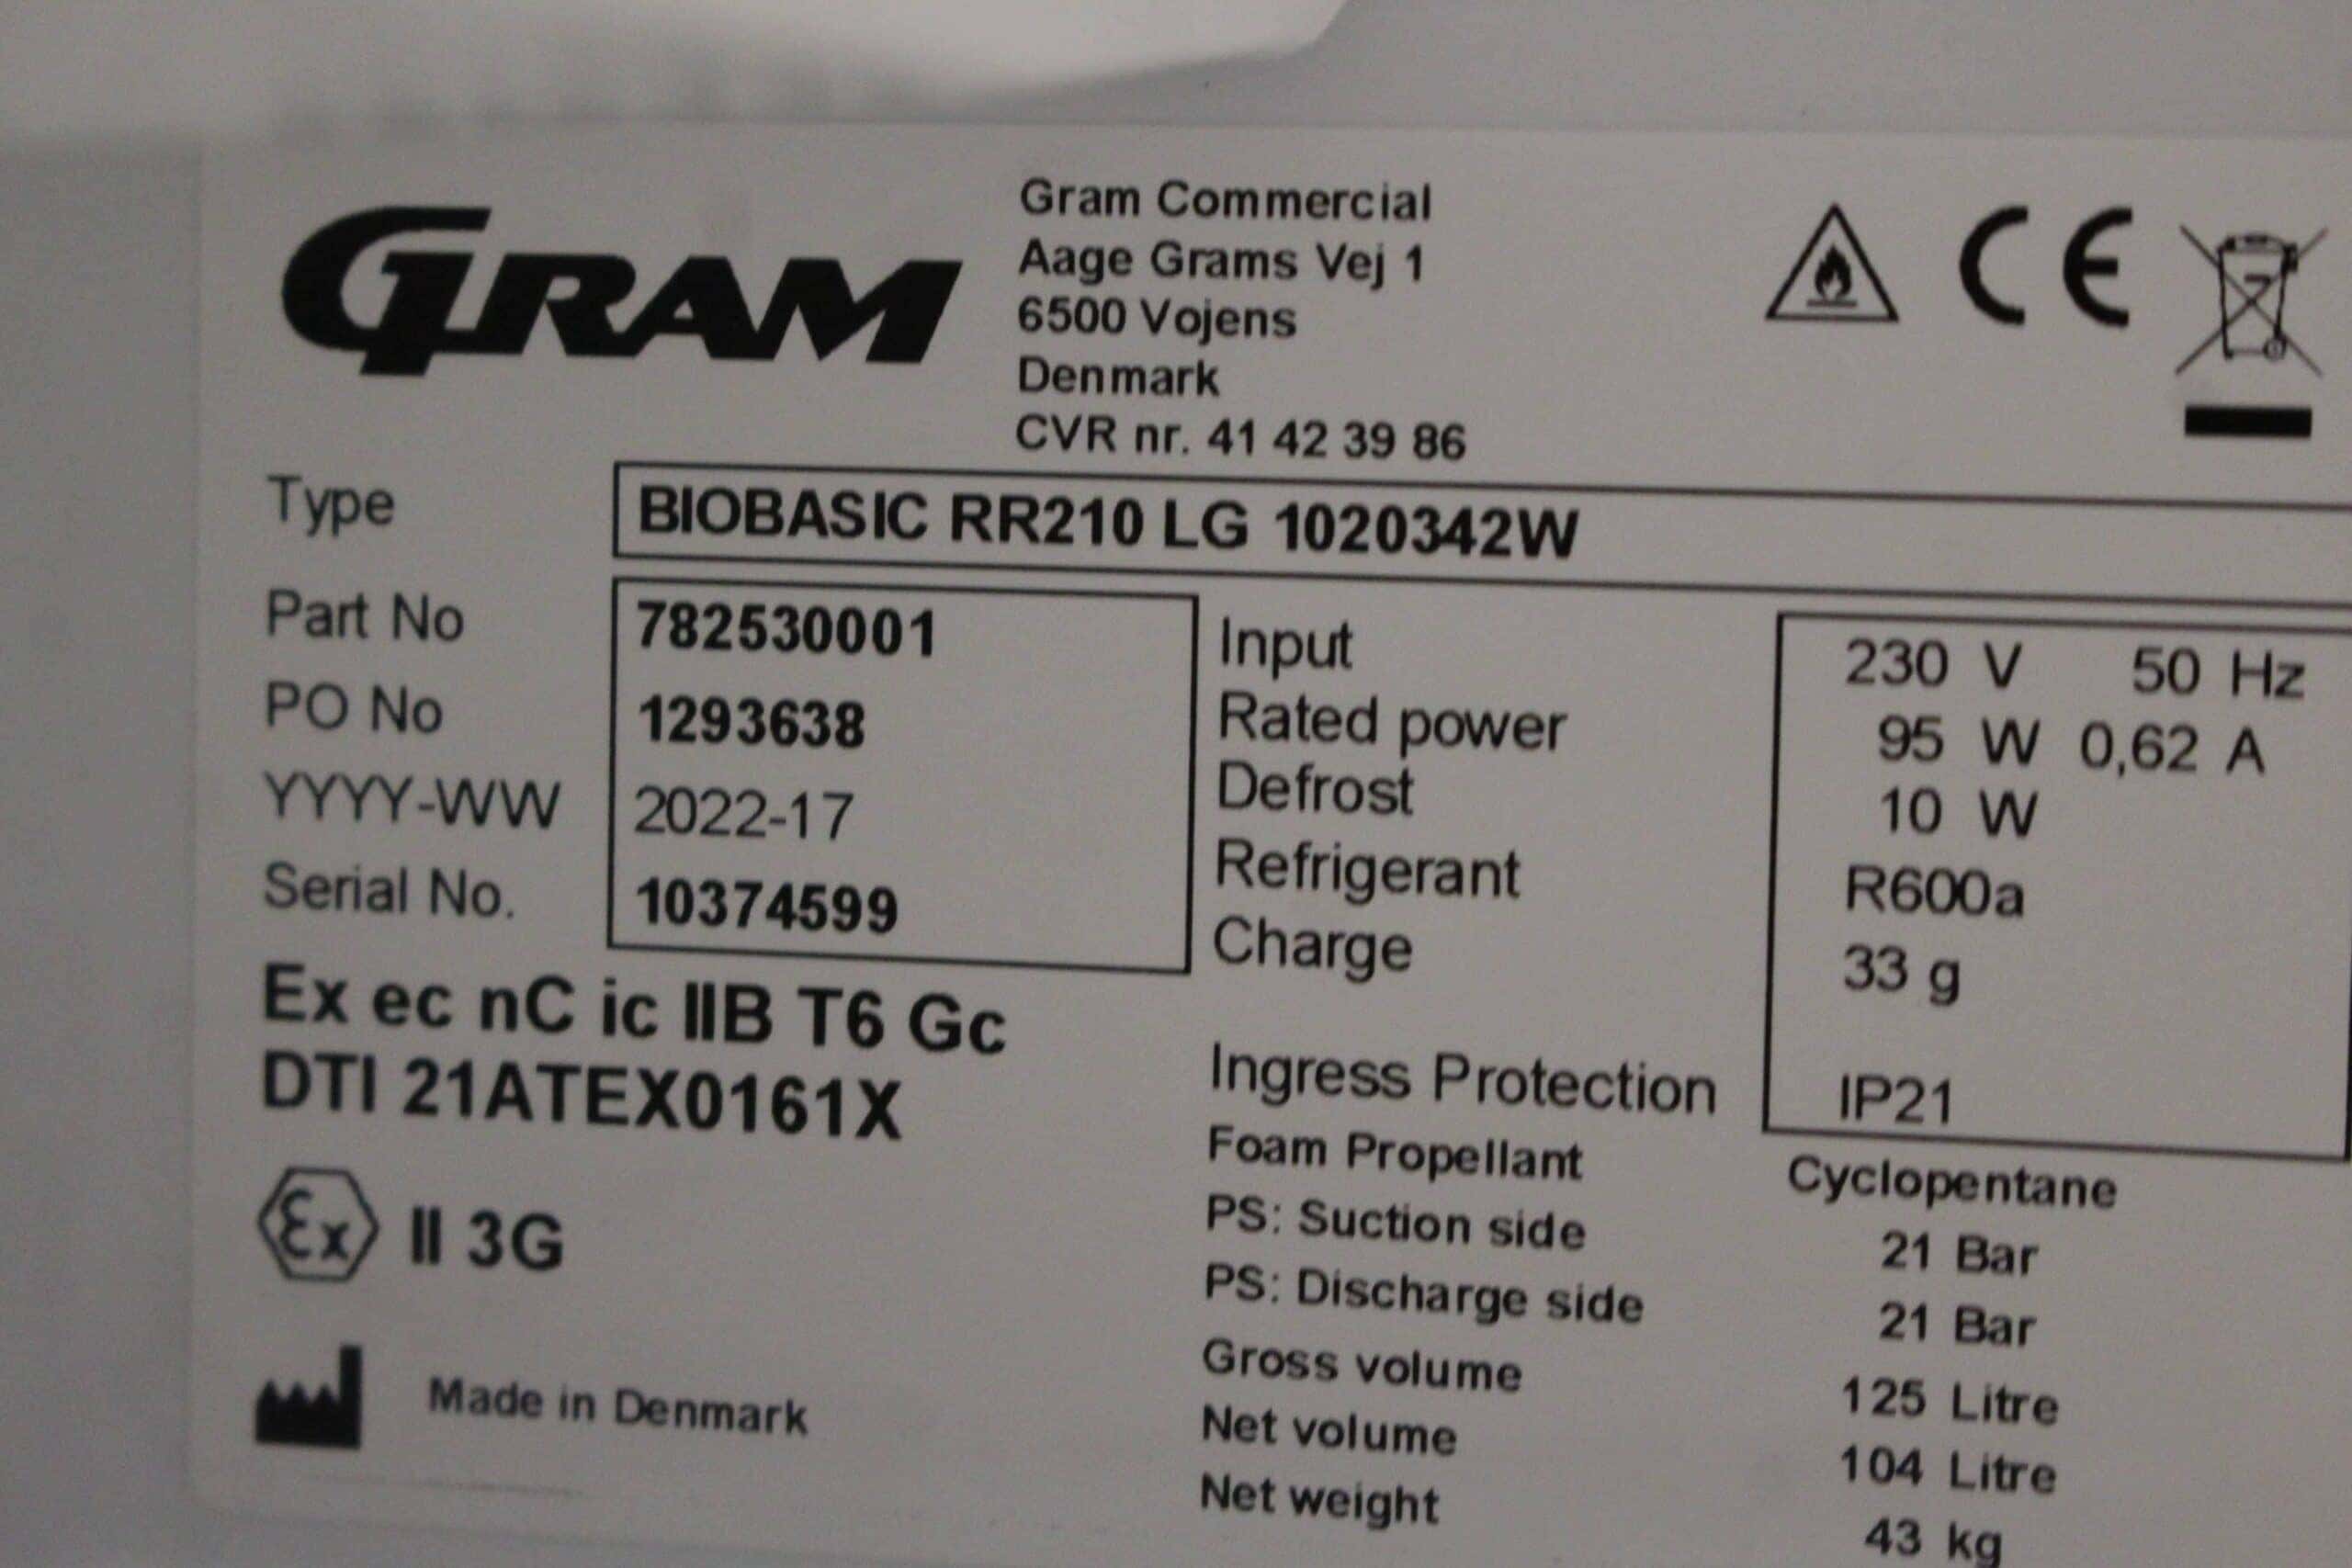 GRAM
Gram Commercial
Aage Grams Vej 1
6500 Vojens
Denmark
CVR nr. 41 42 39 86
CE
Type BIOBASIC RR210 LG 1020342W
Part No 782530001
PO No 1293638
YYYY-WW 2022-17
Serial No. 10374599
Input 230 V 50 Hz
Rated power 95 W 0,62 A
Defrost 10 W
Refrigerant R600a
Charge 33 g
Ingress Protection IP21
Ex ec nC ic IIB T6 Gc
DTI 21ATEX0161X
Ex II 3G
Made in Denmark
Foam Propellant Cyclopentane
PS: Suction side 21 Bar
PS: Discharge side 21 Bar
Gross volume 125 Litre
Net volume 104 Litre
Net weight 43 kg